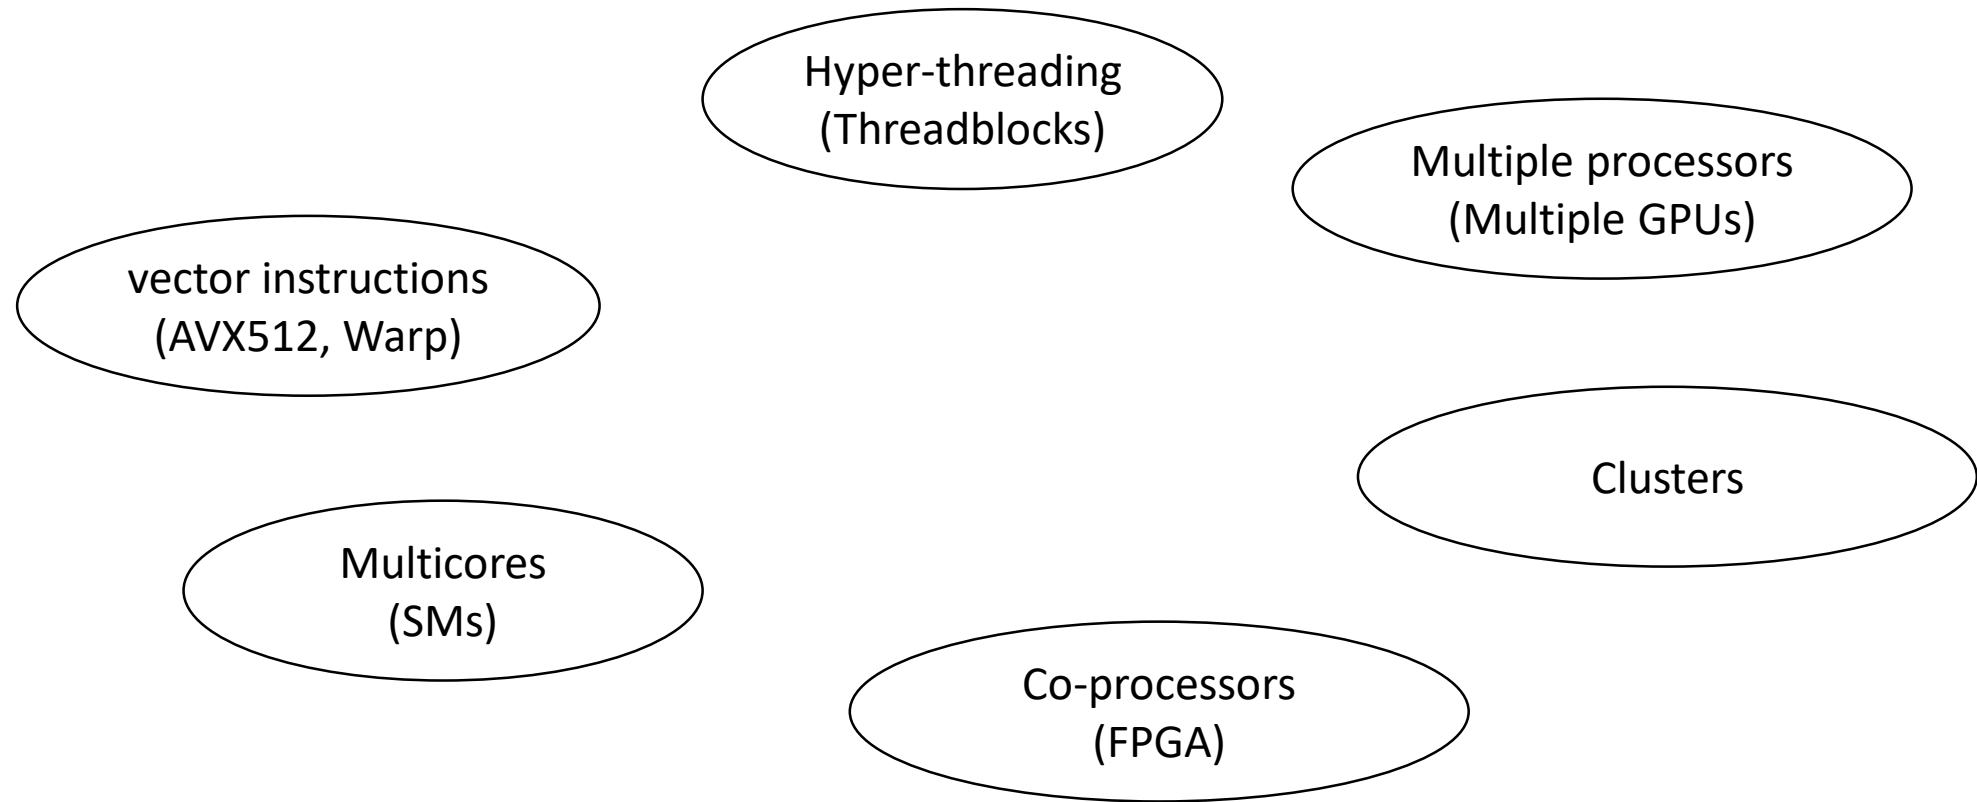 Hyper-threading
(Threadblocks)
Multiple processors
(Multiple GPUs)
vector instructions
(AVX512, Warp)
Clusters
Multicores
(SMs)
Co-processors
(FPGA)